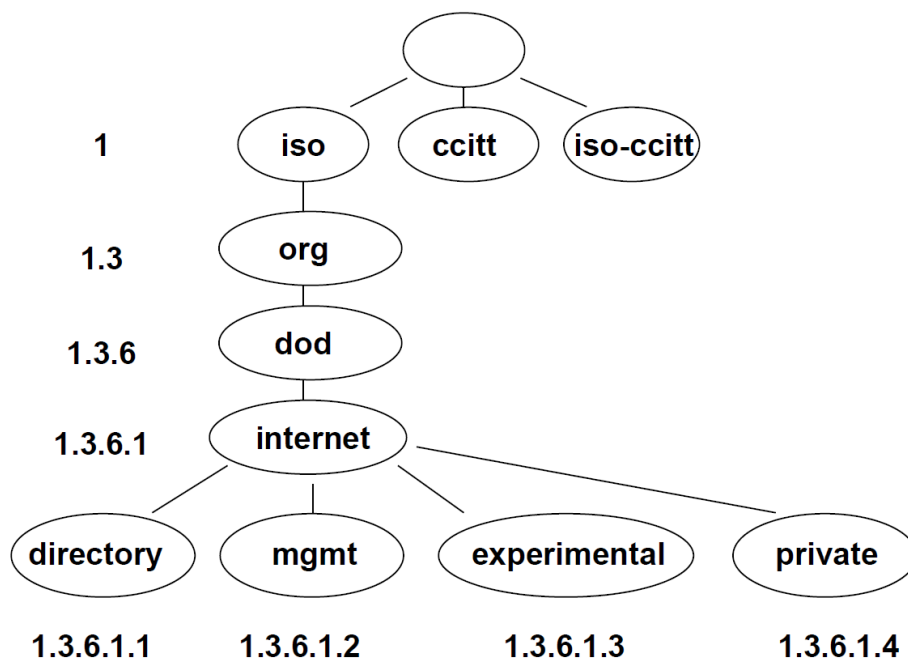 1 iso ccitt iso-ccitt
1.3 org
1.3.6 dod
1.3.6.1 internet
directory mgmt experimental private
1.3.6.1.1 1.3.6.1.2 1.3.6.1.3 1.3.6.1.4